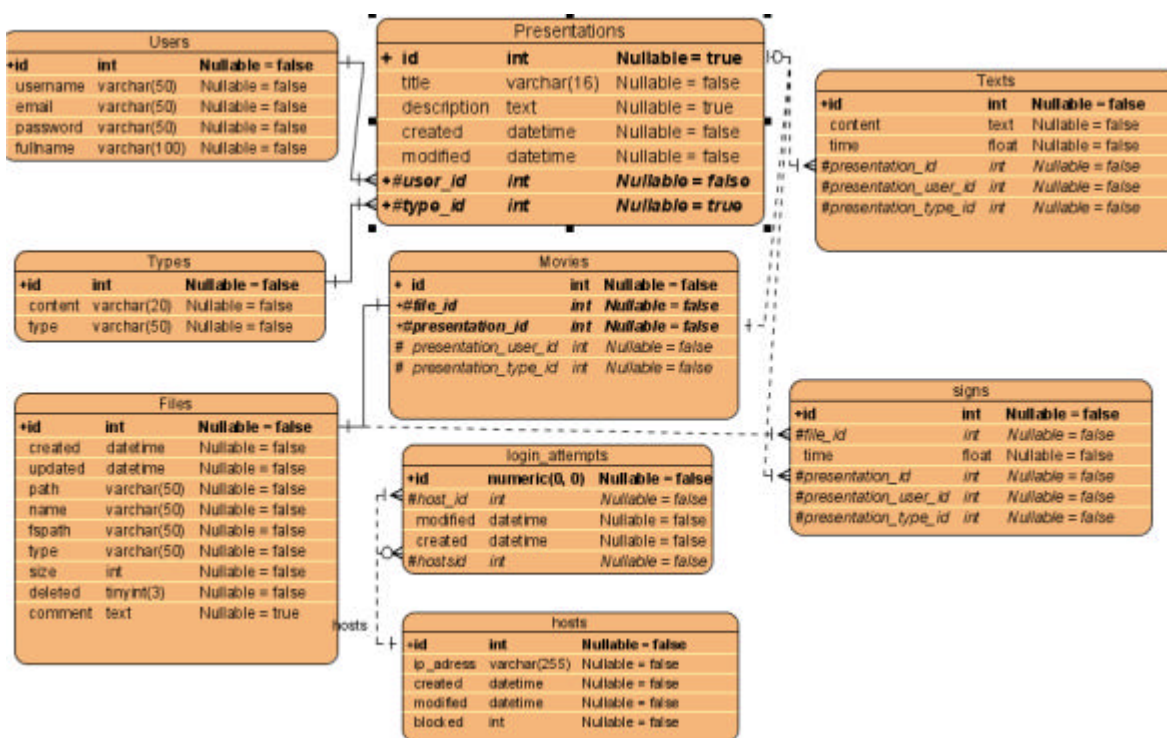 Users
+id int Nullable = false
username varchar(50) Nullable = false
email varchar(50) Nullable = false
password varchar(50) Nullable = false
fullname varchar(100) Nullable = false
Presentations
+ id int Nullable = true
title varchar(16) Nullable = false
description text Nullable = true
created datetime Nullable = false
modified datetime Nullable = false
+#user_id int Nullable = false
+#type_id int Nullable = true
Texts
+id int Nullable = false
content text Nullable = false
time float Nullable = false
#presentation_id int Nullable = false
#presentation_user_id int Nullable = false
#presentation_type_id int Nullable = false
Types
+id int Nullable = false
content varchar(20) Nullable = false
type varchar(50) Nullable = false
Movies
+ id int Nullable = false
+#file_id int Nullable = false
+#presentation_id int Nullable = false
# presentation_user_id int Nullable = false
# presentation_type_id int Nullable = false
Files
+id int Nullable = false
created datetime Nullable = false
updated datetime Nullable = false
path varchar(50) Nullable = false
name varchar(50) Nullable = false
fspath varchar(50) Nullable = false
type varchar(50) Nullable = false
size int Nullable = false
deleted tinyint(3) Nullable = false
comment text Nullable = true
signs
+id int Nullable = false
#file_id int Nullable = false
time float Nullable = false
#presentation_id int Nullable = false
#presentation_user_id int Nullable = false
#presentation_type_id int Nullable = false
login_attempts
+id numeric(0, 0) Nullable = false
#host_id int Nullable = false
modified datetime Nullable = false
created datetime Nullable = false
#hostsid int Nullable = false
hosts
hosts
+id int Nullable = false
ip_adress varchar(255) Nullable = false
created datetime Nullable = false
modified datetime Nullable = false
blocked int Nullable = false